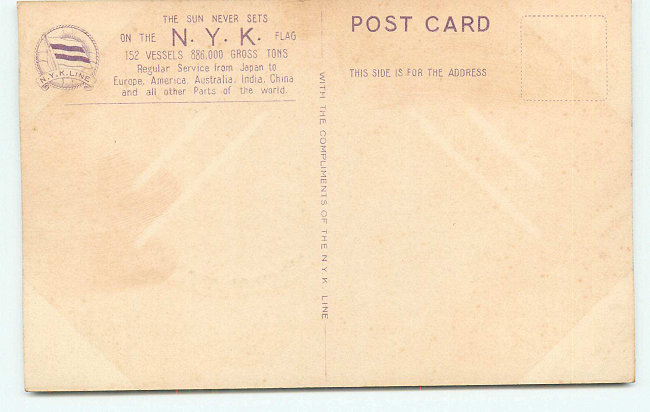 THE SUN NEVER SETS
ON THE N. Y. K. FLAG
152 VESSELS 886,000 GROSS TONS
Regular Service from Japan to
Europe, America, Australia, India, China
and all other Parts of the world.
N.Y.K. LINE
WITH THE COMPLIMENTS OF THE N.Y.K. LINE
POST CARD
THIS SIDE IS FOR THE ADDRESS